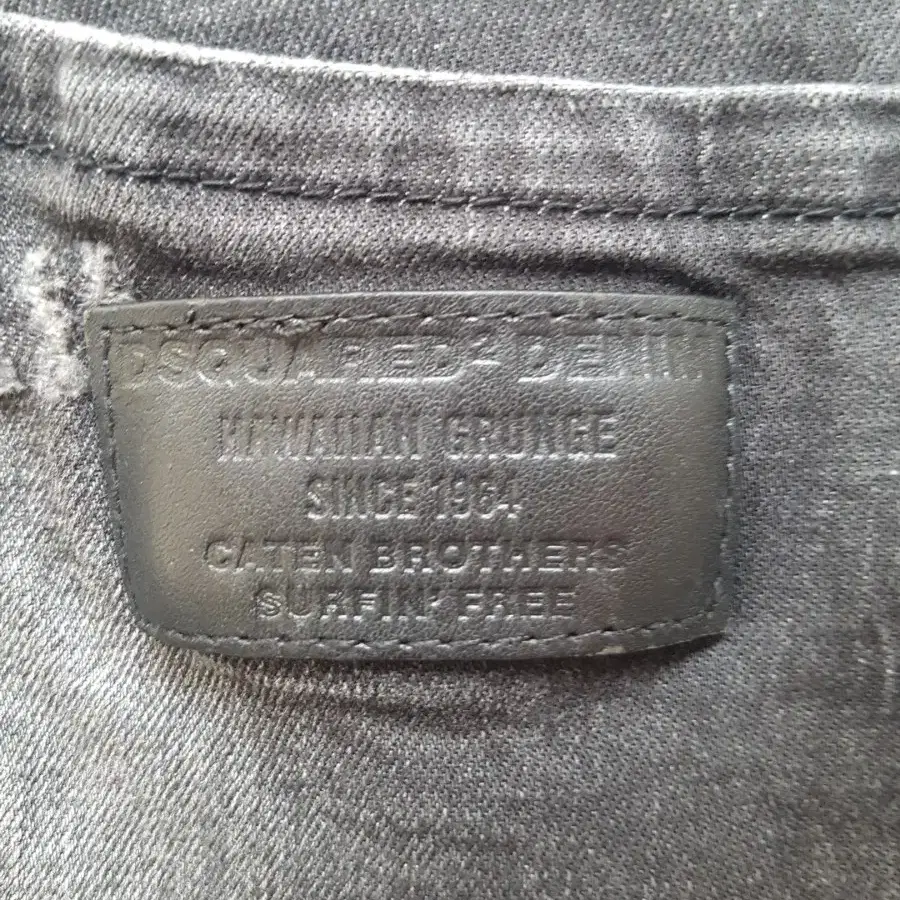 DSQUARED2 DENIM
HAWAIIAN GRUNGE
SINCE 1964
CATEN BROTHERS
SURFIN' FREE